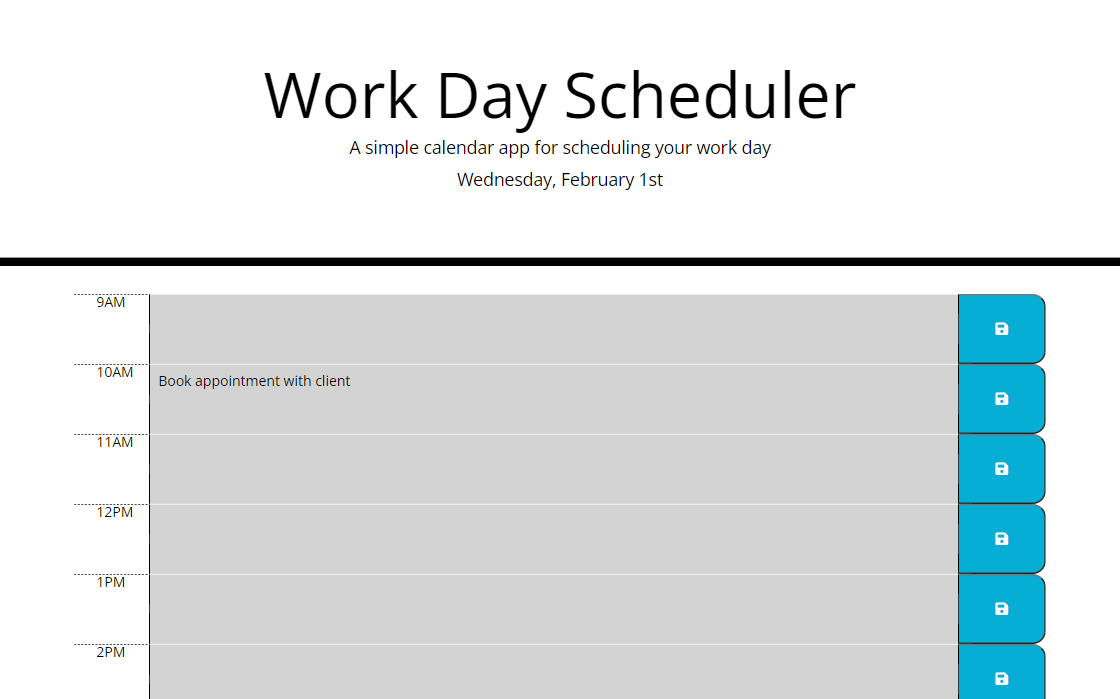 Work Day Scheduler
A simple calendar app for scheduling your work day
Wednesday, February 1st
9AM
10AM
Book appointment with client
11AM
12PM
1PM
2PM